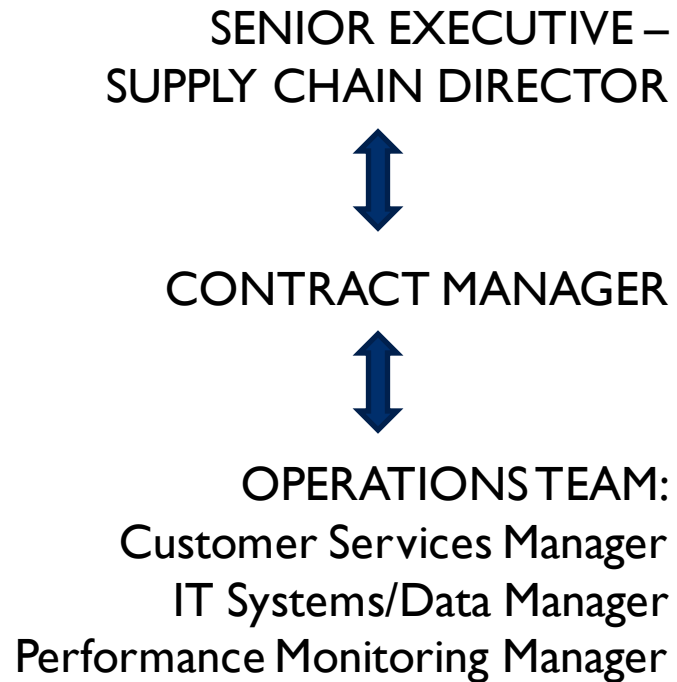 SENIOR EXECUTIVE –
SUPPLY CHAIN DIRECTOR
CONTRACT MANAGER
OPERATIONS TEAM:
Customer Services Manager
IT Systems/Data Manager
Performance Monitoring Manager